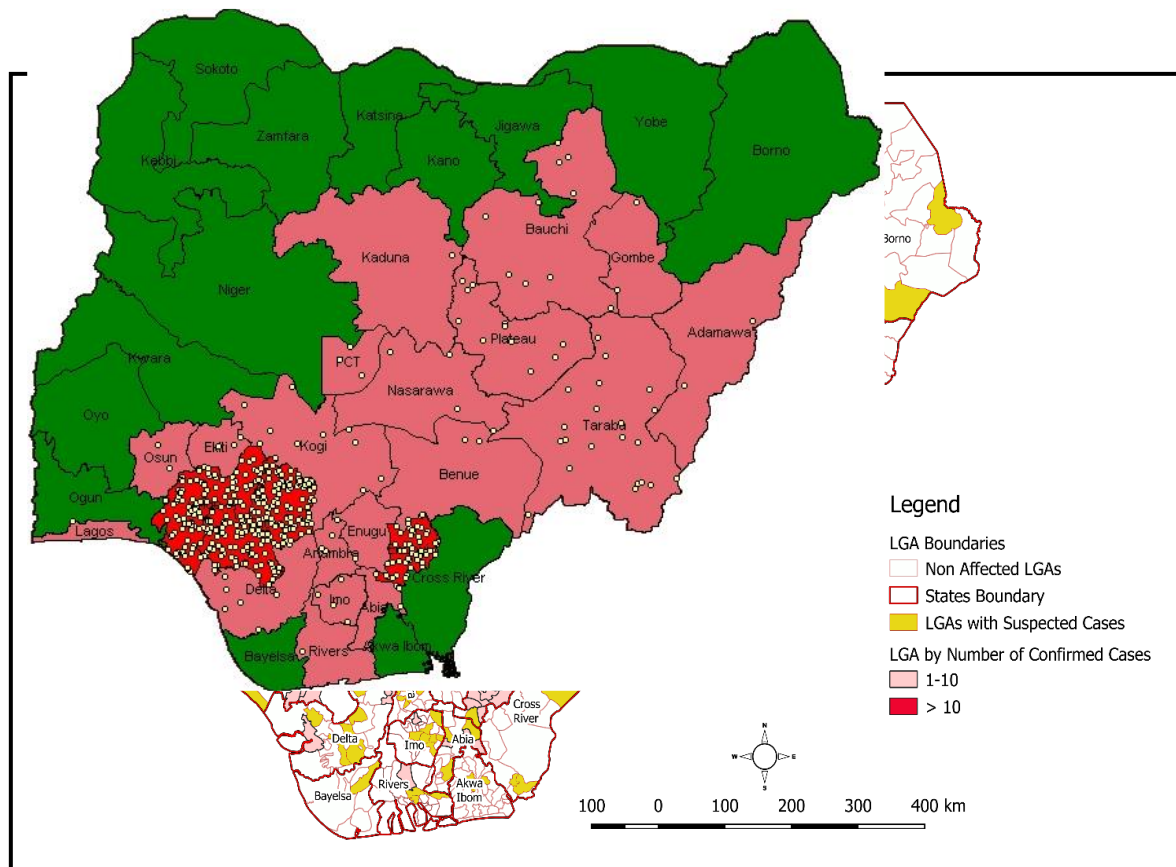 Sokoto
Katsina
Jigawa
Yobe
Zamfara
Kano
Borno
Kebbi
Bauchi
Borno
Kaduna
Gombe
Niger
Adamawa
Plateau
Kwara
PCT
Nasarawa
Oyo
Taraba
Osun
Ekiti
Kogi
Benue
Ogun
Lagos
Enugu
Anambra
Cross River
Delta
Imo
Abia
Bayelsa
Rivers
Akwa Ibom
Legend
LGA Boundaries
Non Affected LGAs
States Boundary
LGAs with Suspected Cases
LGA by Number of Confirmed Cases
1-10
> 10
Cross
River
Delta
Imo
Abia
Bayelsa
Rivers
Akwa
Ibom
N
W
E
S
100 0 100 200 300 400 km